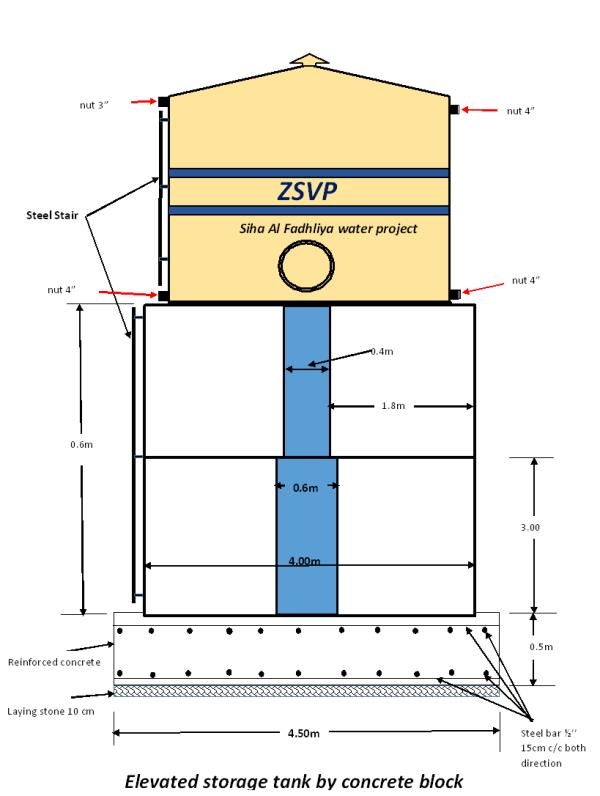 nut 3"
nut 4"
ZSVP
Steel Stair
Siha Al Fadhliya water project
nut 4"
nut 4"
0.4m
1.8m
0.6m
0.6m
3.00
4.00m
0.5m
Reinforced concrete
Laying stone 10 cm
4.50m
Steel bar ½''
15cm c/c both
direction
Elevated storage tank by concrete block